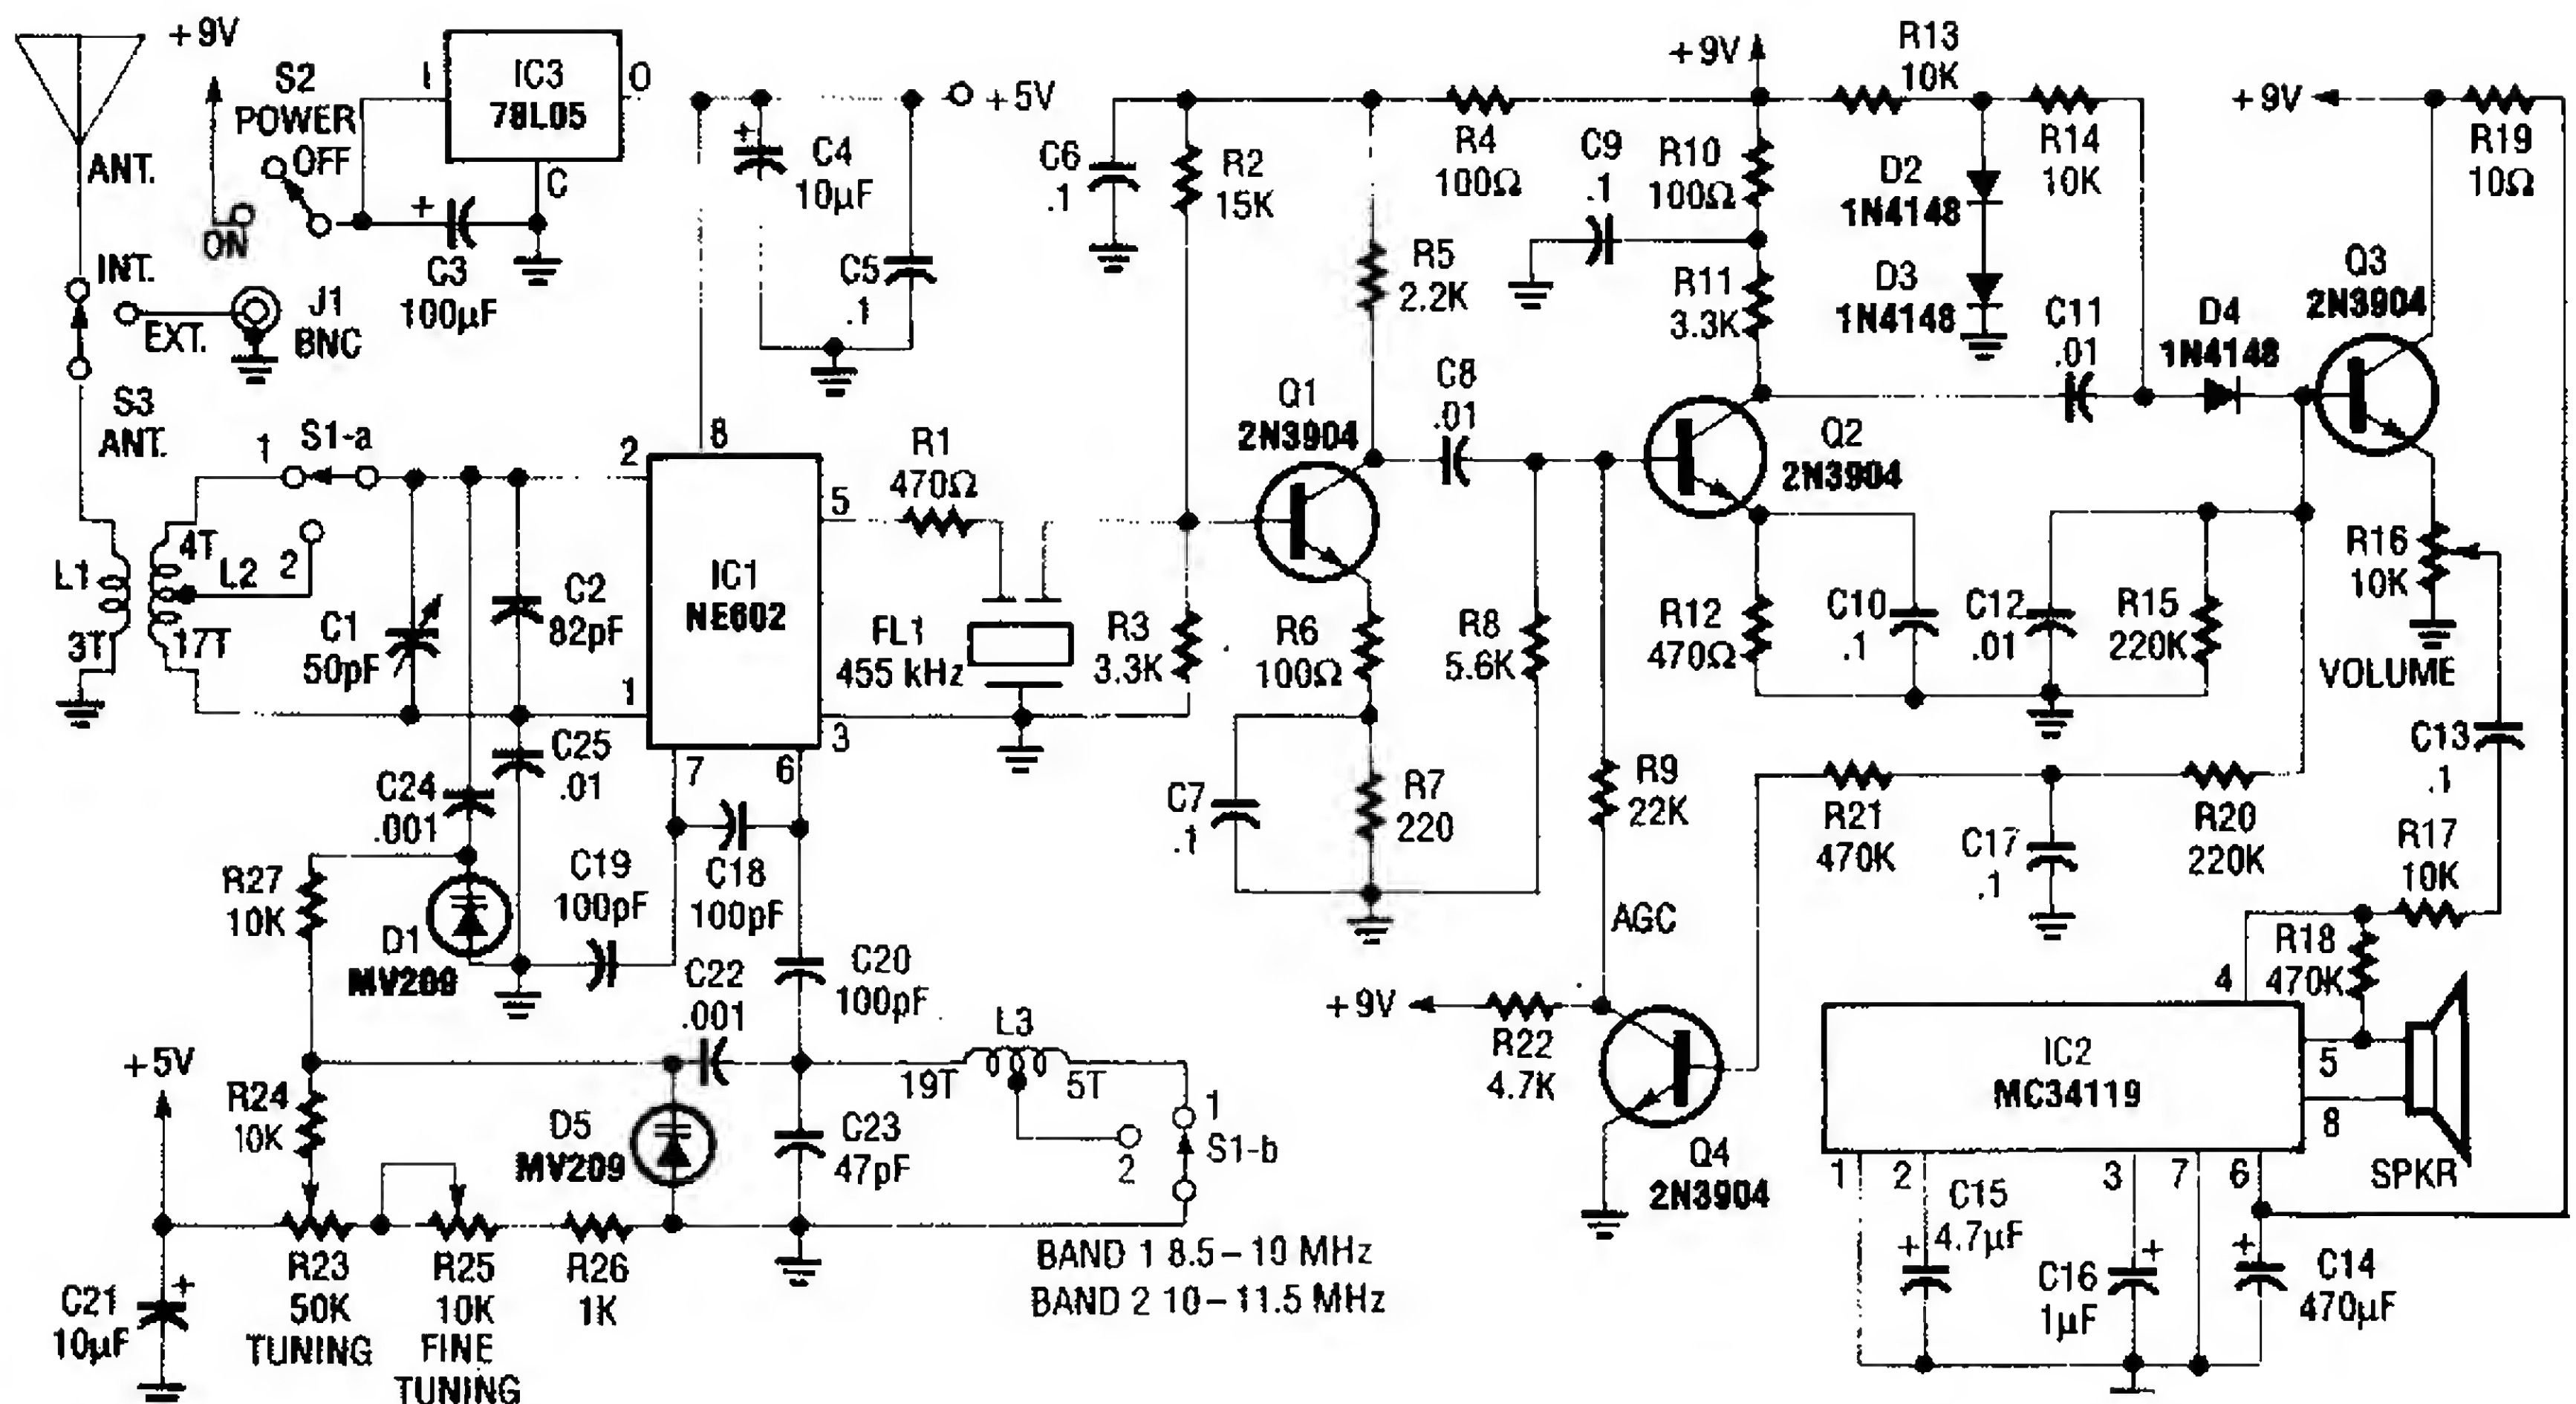 +9V
S2
POWER
OFF
ON
I
IC3
78L05
O
C
+
C3
100µF
ANT.
INT.
EXT.
J1
BNC
S3
ANT.
+
C4
10µF
C5
.1
+5V
C6
.1
R2
15K
R4
100Ω
R5
2.2K
+9V
C9
.1
R10
100Ω
R11
3.3K
R13
10K
R14
10K
D2
1N4148
D3
1N4148
C11
.01
D4
1N4148
Q3
2N3904
+9V
R19
10Ω
1
S1-a
2
4T
L2
L1
3T
17T
C1
50pF
C2
82pF
2
8
5
1
3
7
6
IC1
NE602
R1
470Ω
FL1
455 kHz
R3
3.3K
Q1
2N3904
C8
.01
R6
100Ω
R8
5.6K
C7
.1
R7
220
Q2
2N3904
R12
470Ω
C10
.1
C12
.01
R15
220K
R16
10K
VOLUME
C13
.1
R17
10K
R9
22K
AGC
R21
470K
C17
.1
R20
220K
C25
.01
C24
.001
R27
10K
D1
MV209
C19
100pF
C18
100pF
C22
.001
C20
100pF
L3
19T
5T
1
S1-b
2
C23
47pF
D5
MV209
+5V
R24
10K
R23
50K
TUNING
R25
10K
FINE
TUNING
R26
1K
C21
10µF
+
BAND 1 8.5–10 MHz
BAND 2 10–11.5 MHz
+9V
R22
4.7K
Q4
2N3904
R18
470K
4
IC2
MC34119
5
8
SPKR
1
2
3
7
6
C15
4.7µF
+
C16
1µF
+
C14
470µF
+